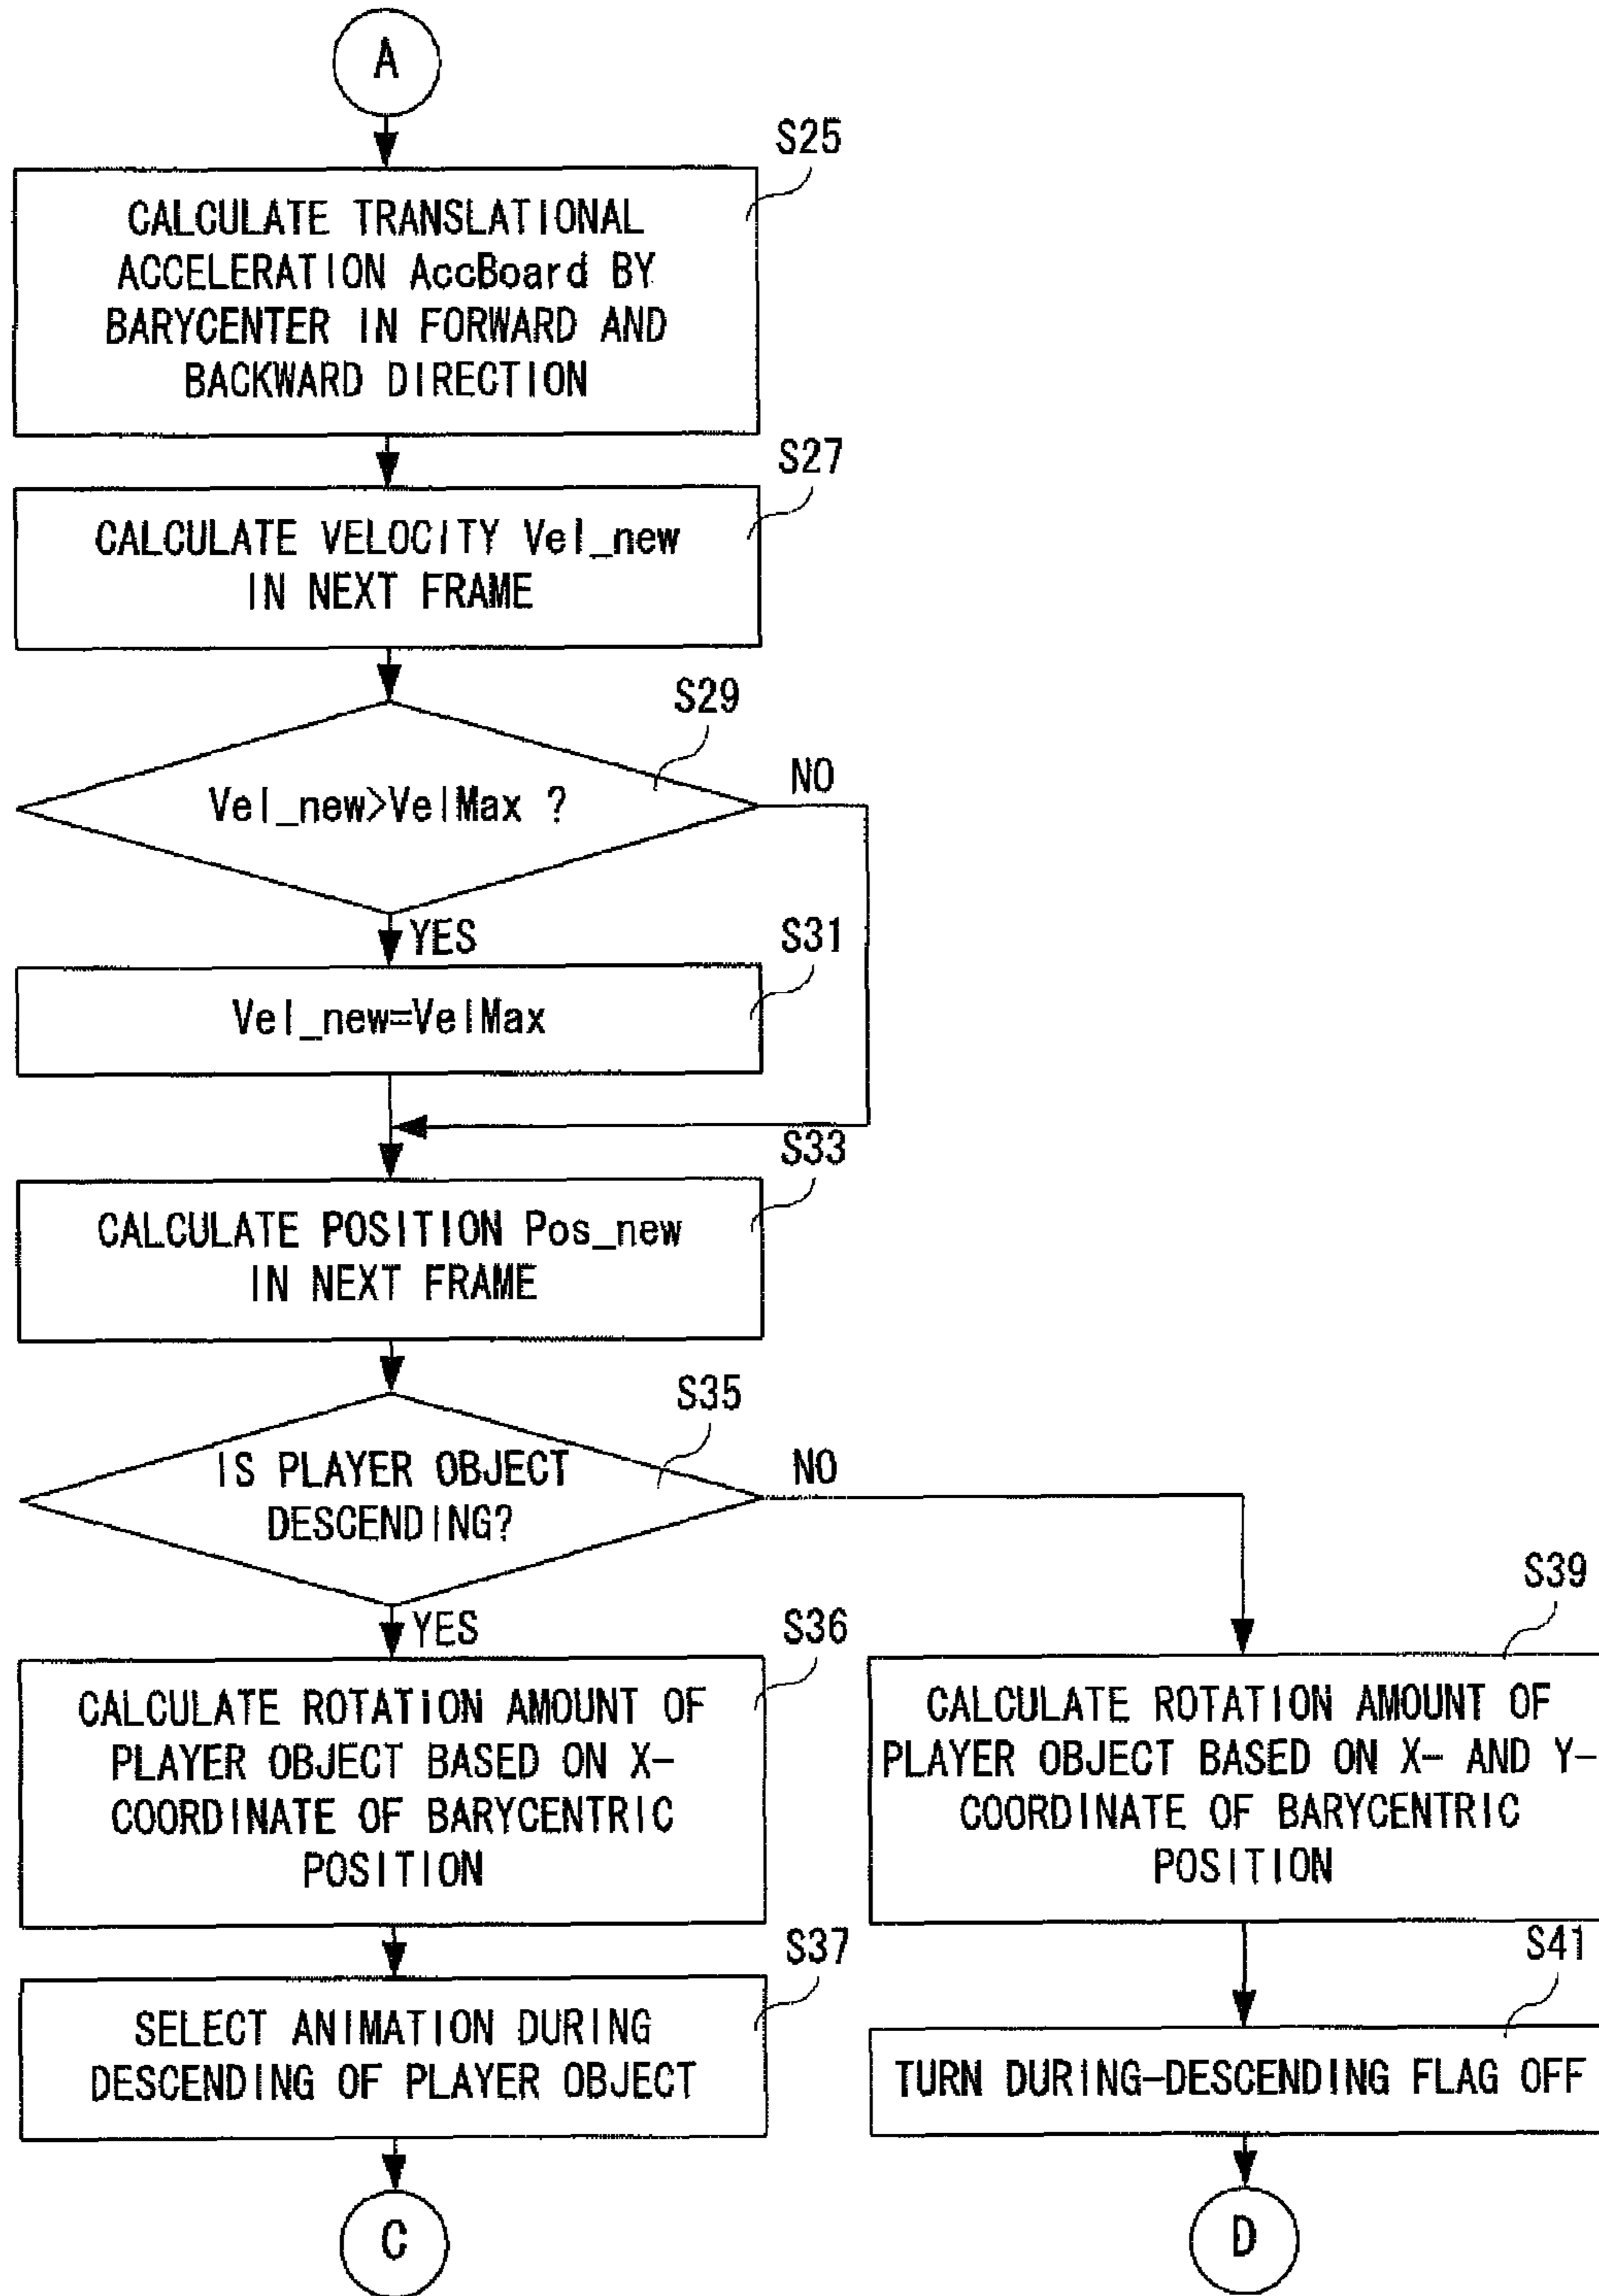 A
S25
CALCULATE TRANSLATIONAL
ACCELERATION AccBoard BY
BARYCENTER IN FORWARD AND
BACKWARD DIRECTION
S27
CALCULATE VELOCITY Vel_new
IN NEXT FRAME
S29
Vel_new>VelMax ?
NO
YES
S31
Vel_new=VelMax
S33
CALCULATE POSITION Pos_new
IN NEXT FRAME
S35
IS PLAYER OBJECT
DESCENDING?
NO
YES
S36
CALCULATE ROTATION AMOUNT OF
PLAYER OBJECT BASED ON X-
COORDINATE OF BARYCENTRIC
POSITION
S39
CALCULATE ROTATION AMOUNT OF
PLAYER OBJECT BASED ON X- AND Y-
COORDINATE OF BARYCENTRIC
POSITION
S37
SELECT ANIMATION DURING
DESCENDING OF PLAYER OBJECT
S41
TURN DURING-DESCENDING FLAG OFF
C
D